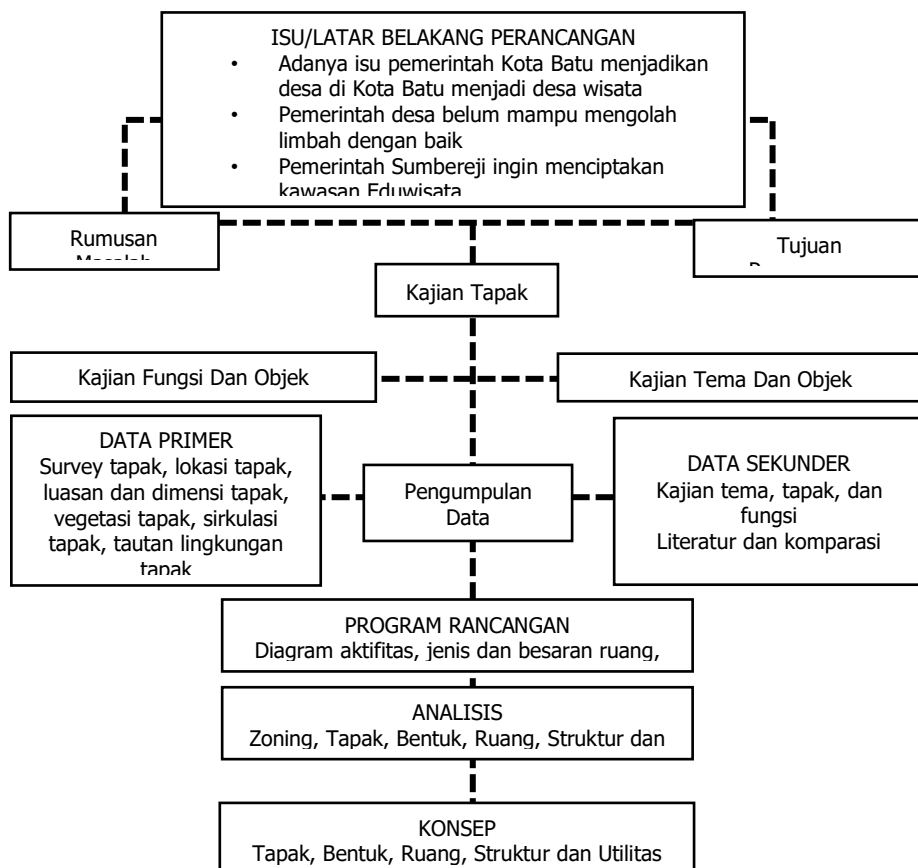 ISU/LATAR BELAKANG PERANCANGAN
• Adanya isu pemerintah Kota Batu menjadikan
desa di Kota Batu menjadi desa wisata
• Pemerintah desa belum mampu mengolah
limbah dengan baik
• Pemerintah Sumbereji ingin menciptakan
kawasan Eduwisata
Rumusan
Masalah
Tujuan
Kajian Tapak
Kajian Fungsi Dan Objek
Kajian Tema Dan Objek
DATA PRIMER
Survey tapak, lokasi tapak,
luasan dan dimensi tapak,
vegetasi tapak, sirkulasi
tapak, tautan lingkungan
tapak
Pengumpulan
Data
DATA SEKUNDER
Kajian tema, tapak, dan
fungsi
Literatur dan komparasi
PROGRAM RANCANGAN
Diagram aktifitas, jenis dan besaran ruang,
ANALISIS
Zoning, Tapak, Bentuk, Ruang, Struktur dan
KONSEP
Tapak, Bentuk, Ruang, Struktur dan Utilitas